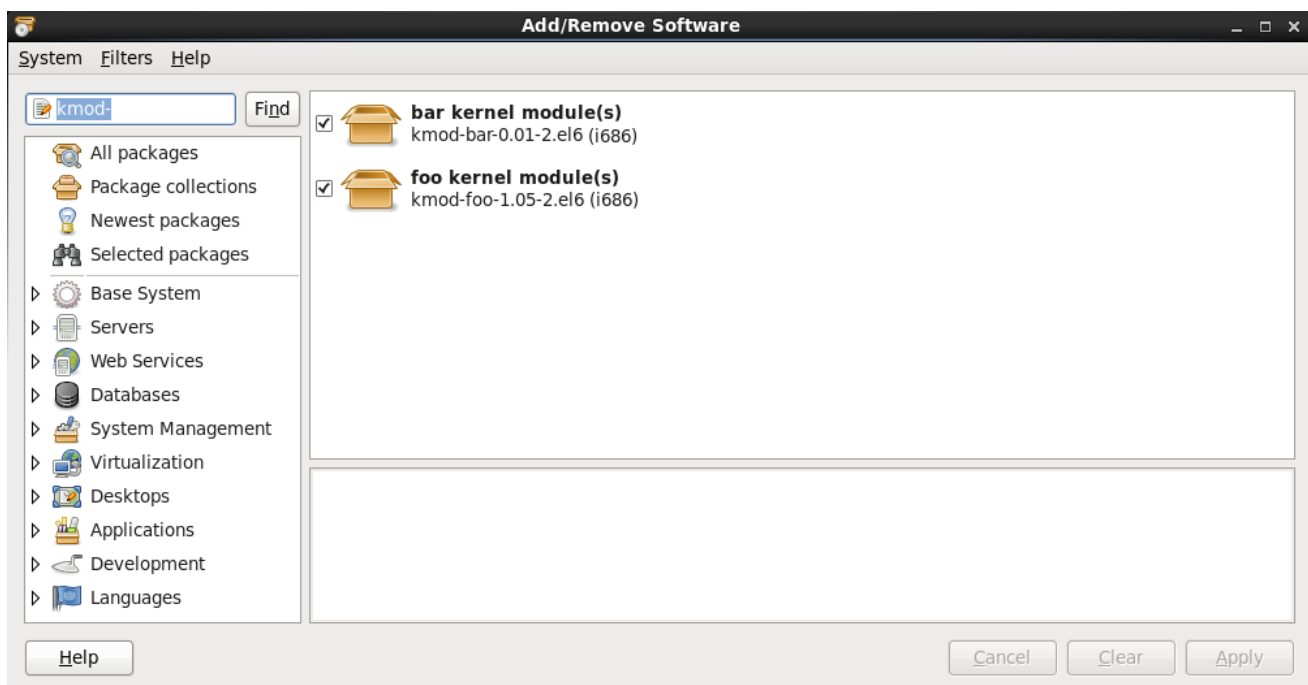 Add/Remove Software
System Filters Help
kmod-
Find
All packages
Package collections
Newest packages
Selected packages
Base System
Servers
Web Services
Databases
System Management
Virtualization
Desktops
Applications
Development
Languages
bar kernel module(s)
kmod-bar-0.01-2.el6 (i686)
foo kernel module(s)
kmod-foo-1.05-2.el6 (i686)
Help
Cancel Clear Apply